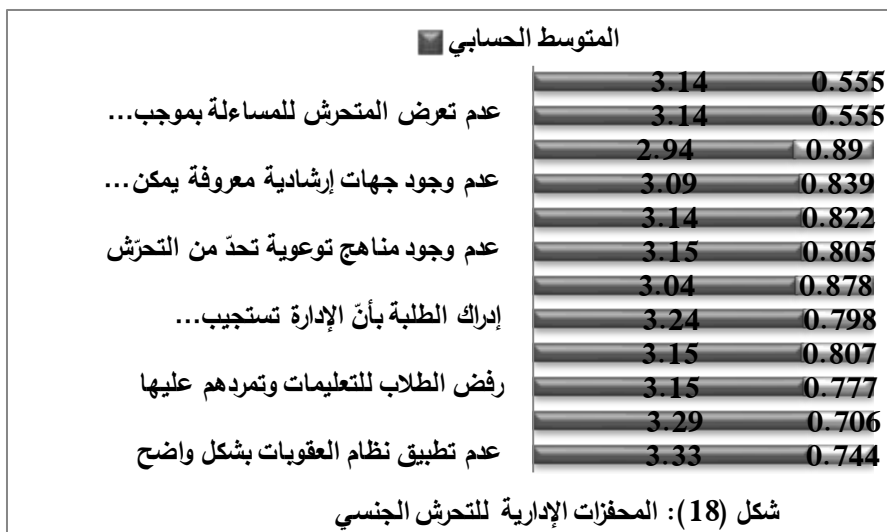 المتوسط الحسابي
3.14 0.555
عدم تعرض المتحرش للمساءلة بموجب... 3.14 0.555
2.94 0.89
عدم وجود جهات إرشادية معروفة يمكن... 3.09 0.839
3.14 0.822
عدم وجود مناهج توعوية تحدّ من التحرّش 3.15 0.805
3.04 0.878
إدراك الطلبة بأنّ الإدارة تستجيب... 3.24 0.798
3.15 0.807
رفض الطلاب للتعليمات وتمردهم عليها 3.15 0.777
3.29 0.706
عدم تطبيق نظام العقوبات بشكل واضح 3.33 0.744
شكل (18): المحفزات الإدارية للتحرش الجنسي